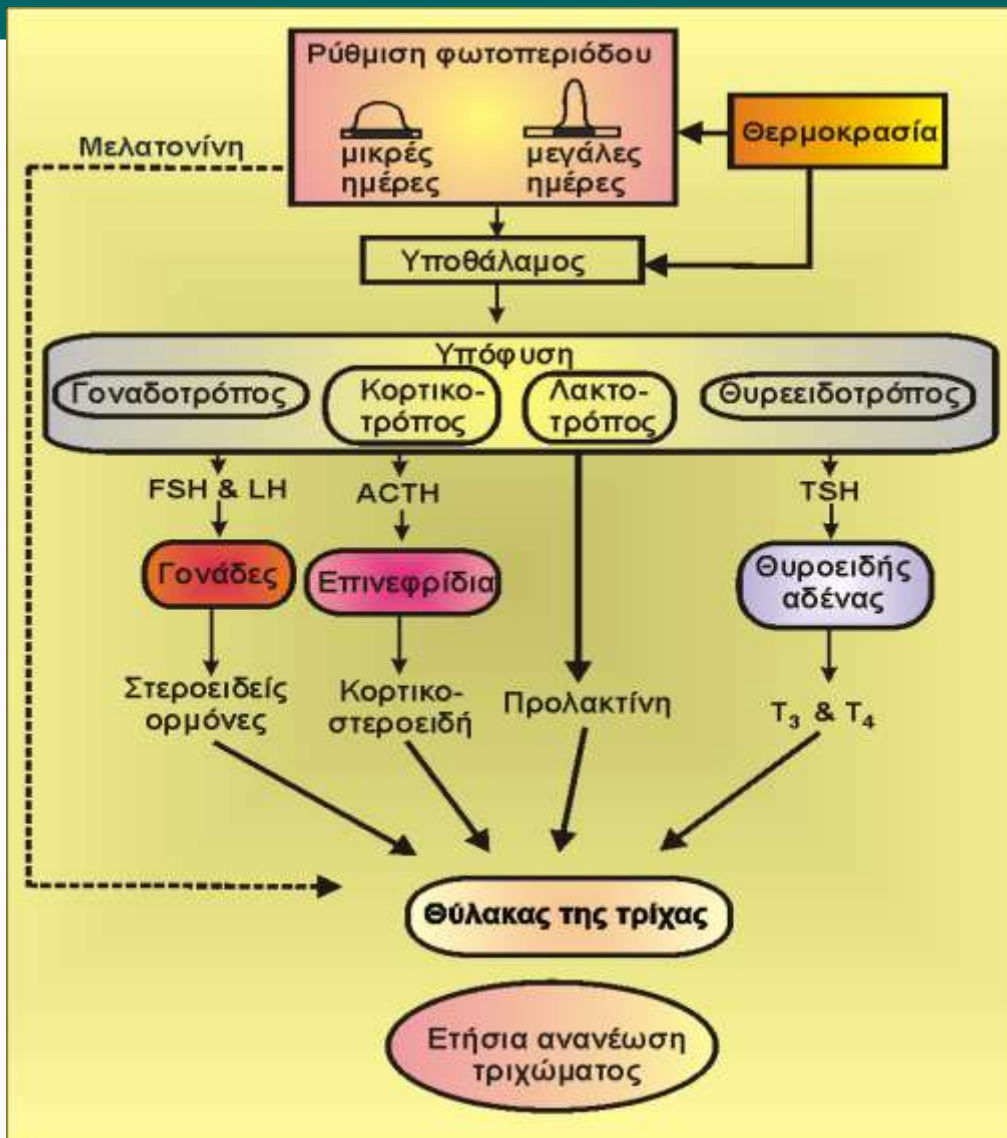 Ρύθμιση φωτοπεριόδου
μικρές
ημέρες
μεγάλες
ημέρες
Θερμοκρασία
Μελατονίνη
Υποθάλαμος
Υπόφυση
Γοναδοτρόπος
Κορτικο-
τρόπος
Λακτο-
τρόπος
Θυρεειδοτρόπος
FSH & LH
ACTH
TSH
Γονάδες
Επινεφρίδια
Θυροειδής
αδένας
Στεροειδείς
ορμόνες
Κορτικο-
στεροειδή
Προλακτίνη
T₃ & T₄
Θύλακας της τρίχας
Ετήσια ανανέωση
τριχώματος